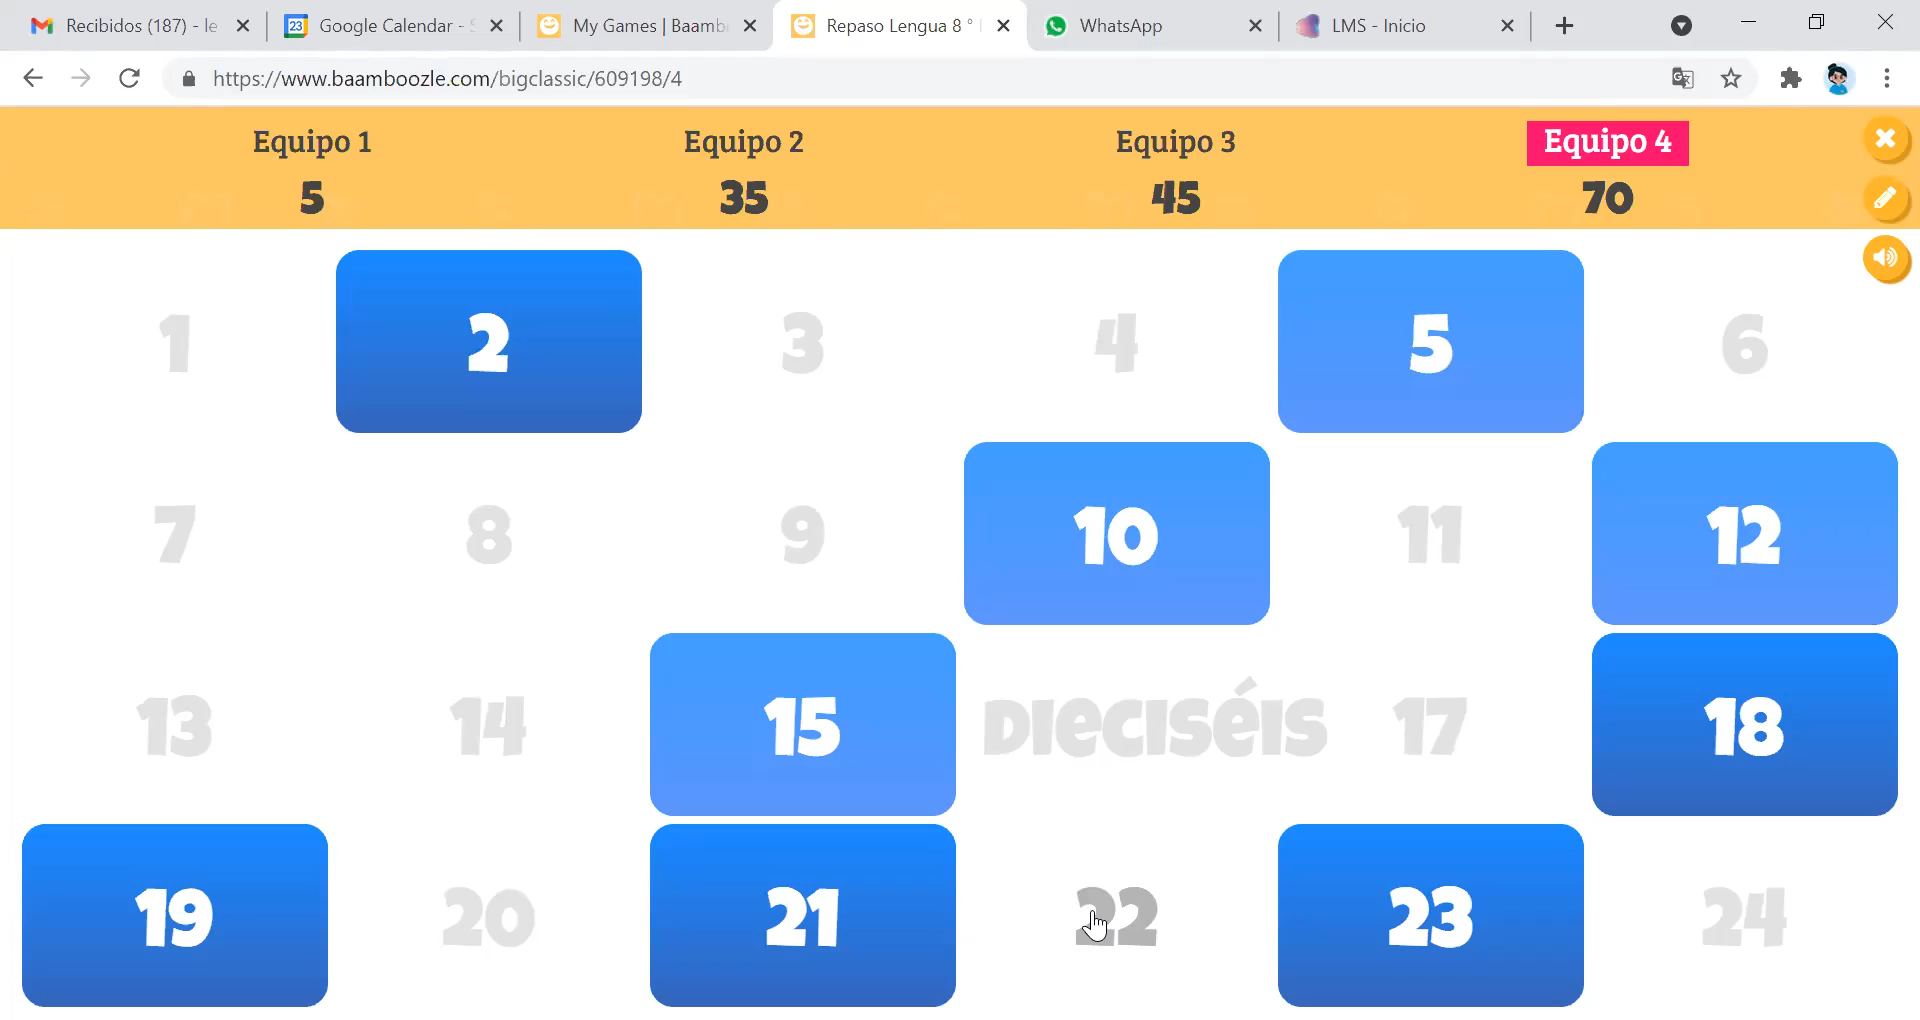 Recibidos (187) - le
Google Calendar - S
My Games | Baamb
Repaso Lengua 8 °
WhatsApp
LMS - Inicio
https://www.baamboozle.com/bigclassic/609198/4
Equipo 1 Equipo 2 Equipo 3 Equipo 4
5 35 45 70
1 2 3 4 5 6
7 8 9 10 11 12
13 14 15 DIECISÉIS 17 18
19 20 21 22 23 24